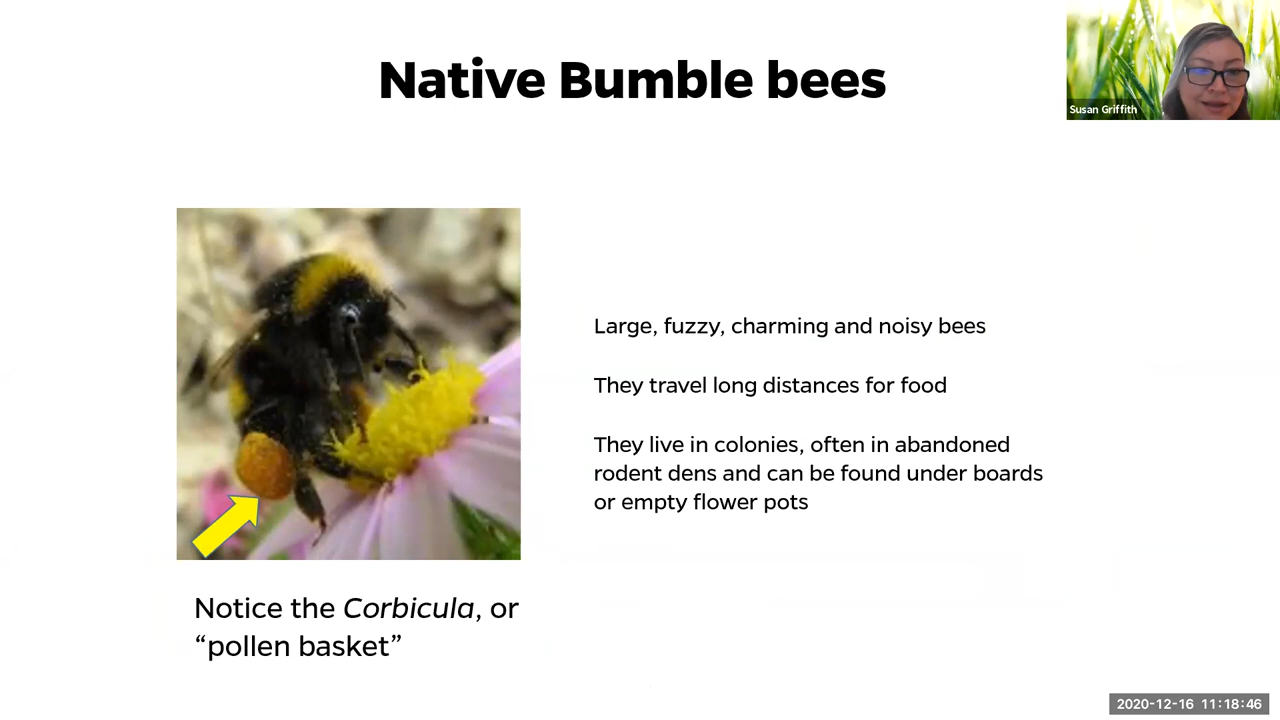 Native Bumble bees
Susan Griffith
Large, fuzzy, charming and noisy bees
They travel long distances for food
They live in colonies, often in abandoned
rodent dens and can be found under boards
or empty flower pots
Notice the Corbicula, or
“pollen basket”
2020-12-16 11:18:46